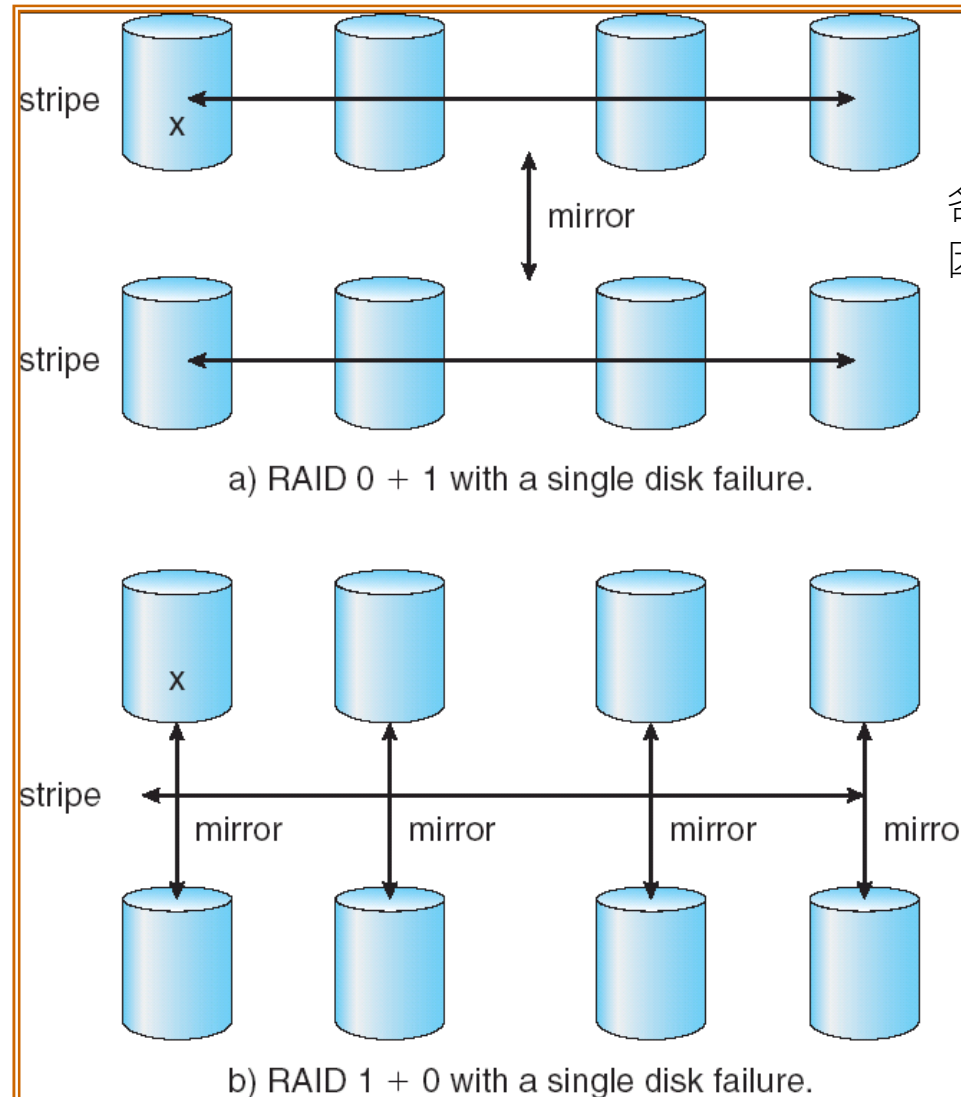 stripe
x
mirror
stripe
a) RAID 0 + 1 with a single disk failure.
x
stripe
mirror
mirror
mirror
mirro
b) RAID 1 + 0 with a single disk failure.